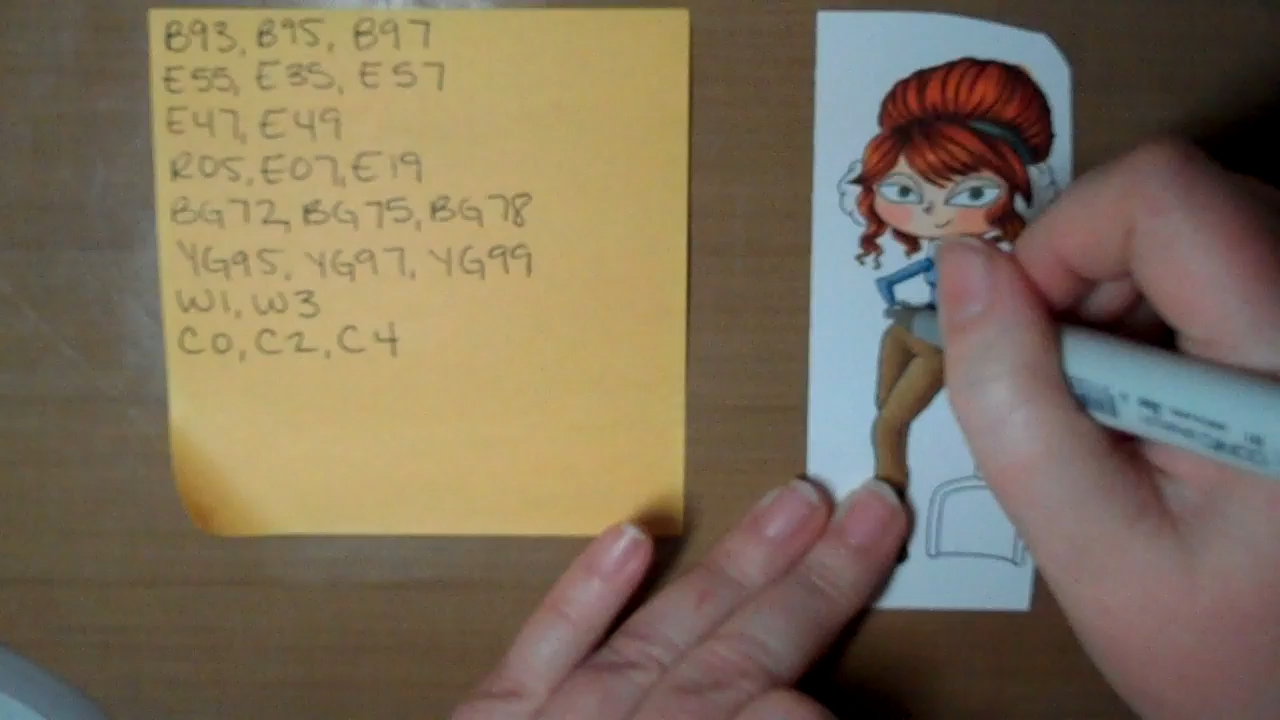 B93, B95, B97
E55, E35, E57
E47, E49
R05, E07, E19
BG72, BG75, BG78
YG95, YG97, YG99
W1, W3
C0, C2, C4